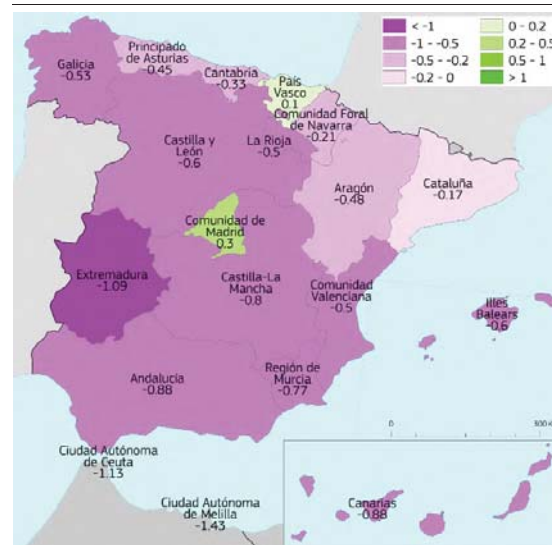 < -1
-1 - -0.5
-0.5 - -0.2
-0.2 - 0
0 - 0.2
0.2 - 0.5
0.5 - 1
> 1
Galicia
-0.53
Principado
de Asturias
-0.45
Cantabria
-0.33
País
Vasco
0.1
Comunidad Foral
de Navarra
-0.21
Castilla y
León
-0.6
La Rioja
-0.5
Aragón
-0.48
Cataluña
-0.17
Comunidad de
Madrid
0.3
Extremadura
-1.09
Castilla-La
Mancha
-0.8
Comunidad
Valenciana
-0.5
Illes
Balears
-0.6
Andalucía
-0.88
Región de
Murcia
-0.77
Ciudad Autónoma
de Ceuta
-1.13
Ciudad Autónoma
de Melilla
-1.43
0
300 K
Canarias
-0.88